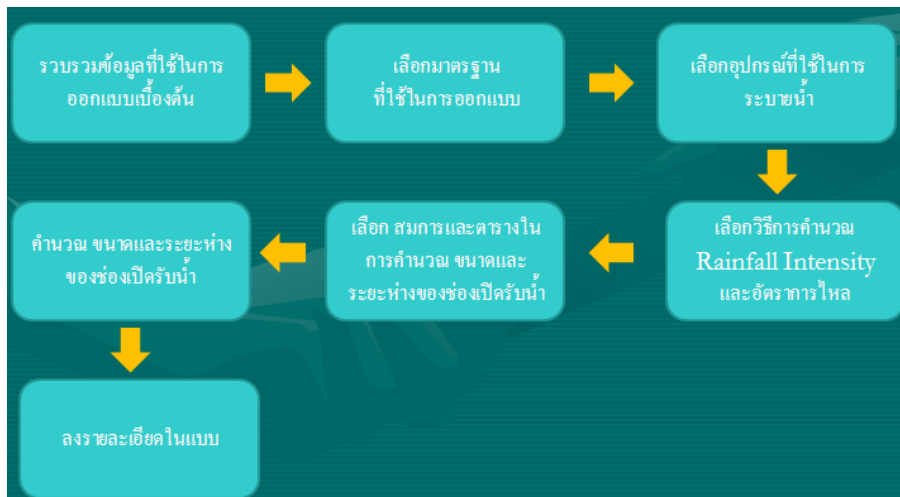 รวบรวมข้อมูลที่ใช้ในการ
ออกแบบเบื้องต้น
เลือกมาตรฐาน
ที่ใช้ในการออกแบบ
เลือกอุปกรณ์ที่ใช้ในการ
ระบายน้ำ
เลือกวิธีการคำนวณ
Rainfall Intensity
และอัตราการไหล
เลือก สมการและตารางใน
การคำนวณ ขนาดและ
ระยะห่างของช่องเปิดรับน้ำ
คำนวณ ขนาดและระยะห่าง
ของช่องเปิดรับน้ำ
ลงรายละเอียดในแบบ